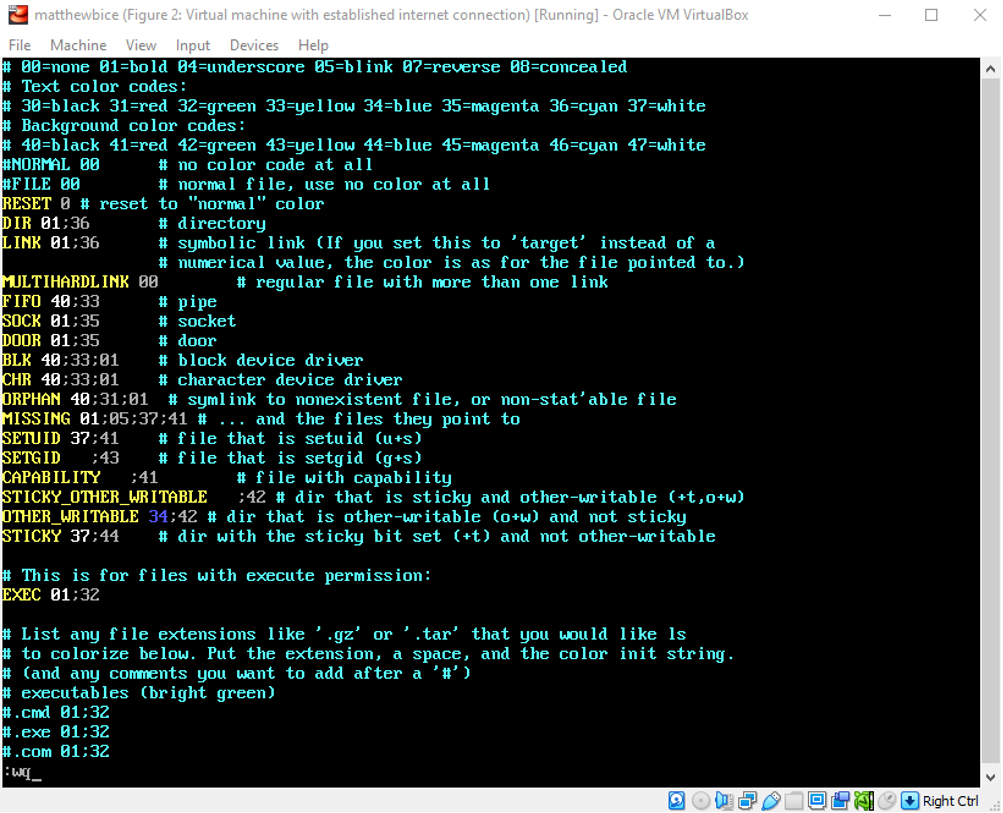 matthewbice (Figure 2: Virtual machine with established internet connection) [Running] - Oracle VM VirtualBox
File Machine View Input Devices Help
# 00=none 01=bold 04=underscore 05=blink 07=reverse 08=concealed
# Text color codes:
# 30=black 31=red 32=green 33=yellow 34=blue 35=magenta 36=cyan 37=white
# Background color codes:
# 40=black 41=red 42=green 43=yellow 44=blue 45=magenta 46=cyan 47=white
#NORMAL 00      # no color code at all
#FILE 00        # normal file, use no color at all
RESET 0 # reset to "normal" color
DIR 01;36       # directory
LINK 01;36      # symbolic link (If you set this to 'target' instead of a
                # numerical value, the color is as for the file pointed to.)
MULTIHARDLINK 00        # regular file with more than one link
FIFO 40;33      # pipe
SOCK 01;35      # socket
DOOR 01;35      # door
BLK 40;33;01    # block device driver
CHR 40;33;01    # character device driver
ORPHAN 40;31;01  # symlink to nonexistent file, or non-stat'able file
MISSING 01;05;37;41 # ... and the files they point to
SETUID 37;41    # file that is setuid (u+s)
SETGID   ;43    # file that is setgid (g+s)
CAPABILITY   ;41        # file with capability
STICKY_OTHER_WRITABLE   ;42 # dir that is sticky and other-writable (+t,o+w)
OTHER_WRITABLE 34;42 # dir that is other-writable (o+w) and not sticky
STICKY 37;44    # dir with the sticky bit set (+t) and not other-writable
# This is for files with execute permission:
EXEC 01;32
# List any file extensions like '.gz' or '.tar' that you would like ls
# to colorize below. Put the extension, a space, and the color init string.
# (and any comments you want to add after a '#')
# executables (bright green)
#.cmd 01;32
#.exe 01;32
#.com 01;32
:wq_
Right Ctrl